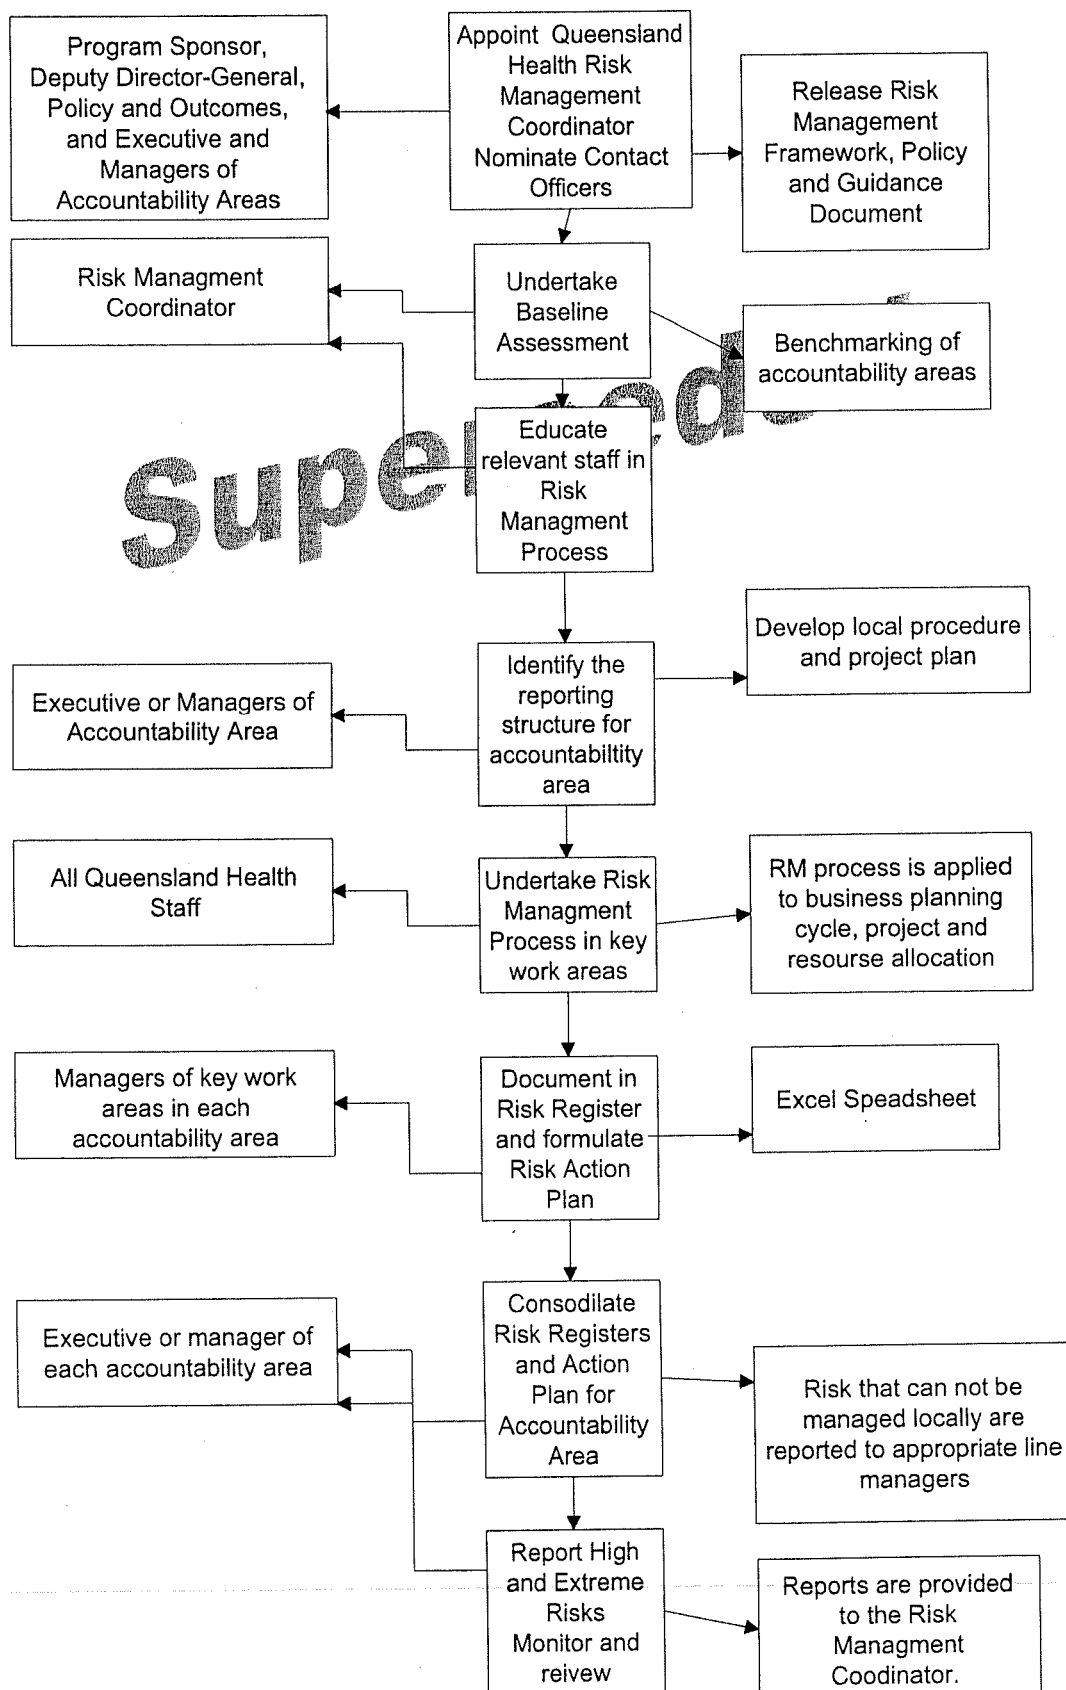 Program Sponsor,
Deputy Director-General,
Policy and Outcomes,
and Executive and
Managers of
Accountability Areas
Appoint Queensland
Health Risk
Management
Coordinator
Nominate Contact
Officers
Release Risk
Management
Framework, Policy
and Guidance
Document
Risk Managment
Coordinator
Undertake
Baseline
Assessment
Benchmarking of
accountability areas
Educate
relevant staff in
Risk
Managment
Process
Identify the
reporting
structure for
accountabiltity
area
Develop local procedure
and project plan
Executive or Managers of
Accountability Area
All Queensland Health
Staff
Undertake Risk
Managment
Process in key
work areas
RM process is applied
to business planning
cycle, project and
resourse allocation
Managers of key work
areas in each
accountability area
Document in
Risk Register
and formulate
Risk Action
Plan
Excel Speadsheet
Executive or manager of
each accountability area
Consodilate
Risk Registers
and Action
Plan for
Accountability
Area
Risk that can not be
managed locally are
reported to appropriate line
managers
Report High
and Extreme
Risks
Monitor and
reivew
Reports are provided
to the Risk
Managment
Coodinator.